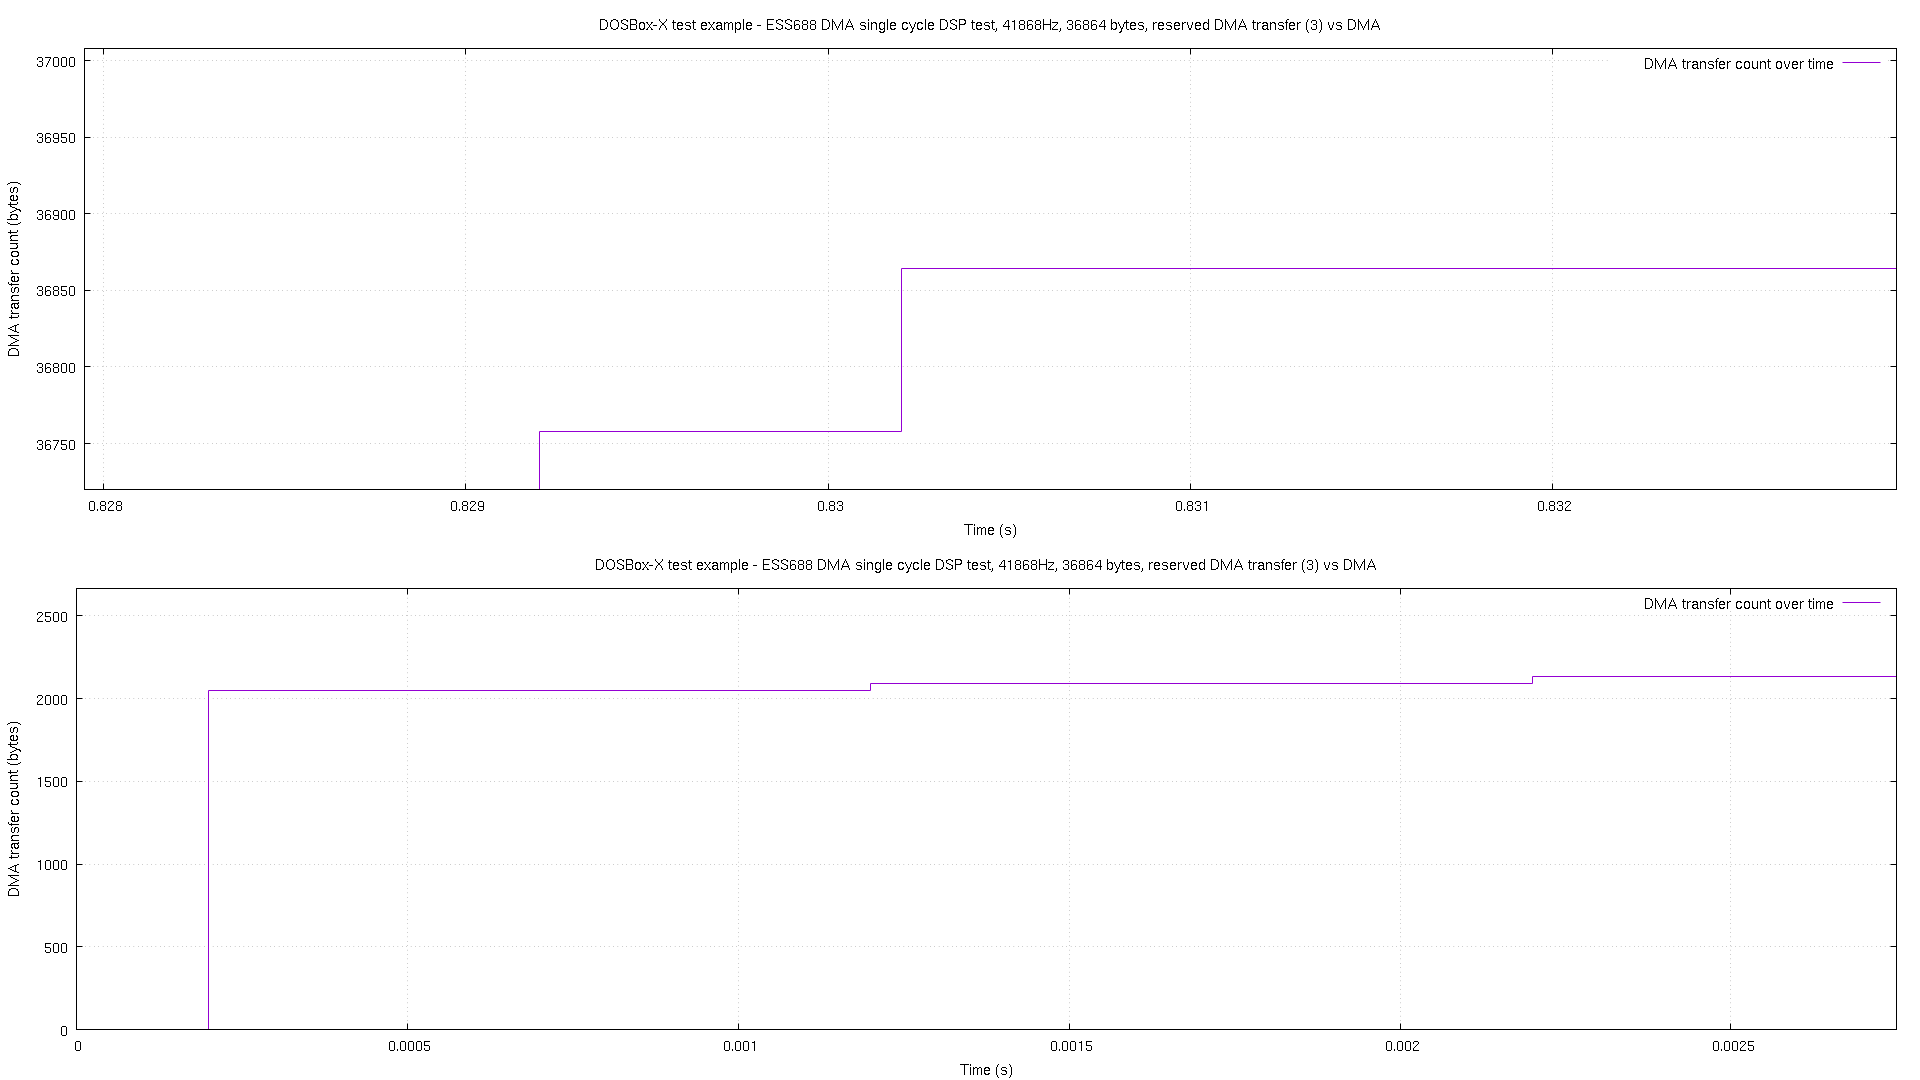 DOSBox-X test example - ESS688 DMA single cycle DSP test, 41868Hz, 36864 bytes, reserved DMA transfer (3) vs DMA
DMA transfer count over time
37000
36950
36900
36850
36800
36750
DMA transfer count (bytes)
0.828 0.829 0.83 0.831 0.832
Time (s)
DOSBox-X test example - ESS688 DMA single cycle DSP test, 41868Hz, 36864 bytes, reserved DMA transfer (3) vs DMA
DMA transfer count over time
2500
2000
1500
1000
500
0
DMA transfer count (bytes)
0 0.0005 0.001 0.0015 0.002 0.0025
Time (s)